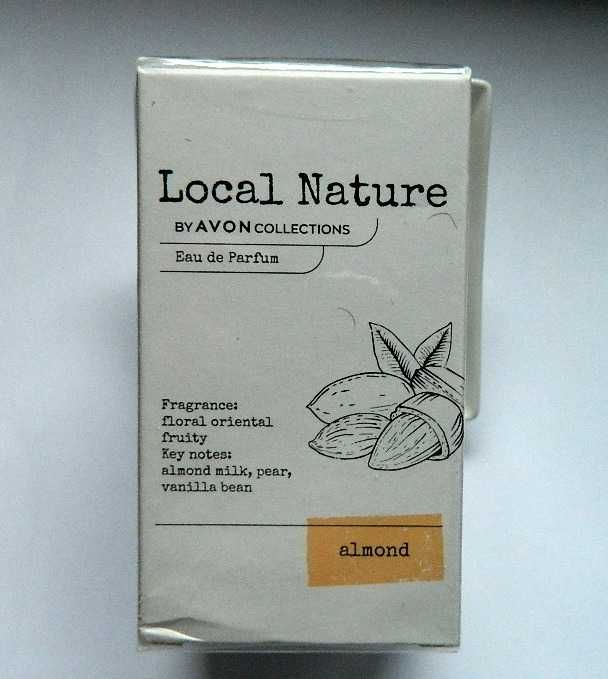 Local Nature
BY AVON COLLECTIONS
Eau de Parfum
Fragrance:
floral oriental
fruity
Key notes:
almond milk, pear,
vanilla bean
almond